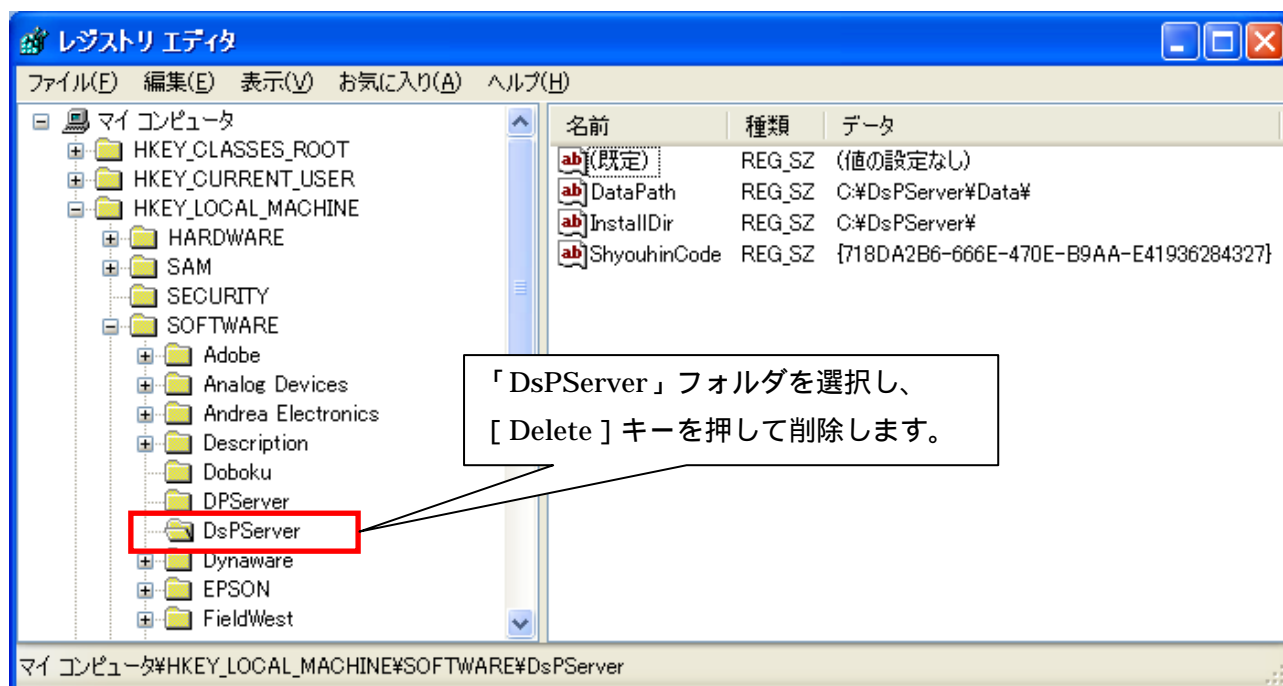 レジストリ エディタ
ファイル(F) 編集(E) 表示(V) お気に入り(A) ヘルプ(H)
マイ コンピュータ
HKEY_CLASSES_ROOT
HKEY_CURRENT_USER
HKEY_LOCAL_MACHINE
HARDWARE
SAM
SECURITY
SOFTWARE
Adobe
Analog Devices
Andrea Electronics
Description
Doboku
DPServer
DsPServer
Dynaware
EPSON
FieldWest
名前 種類 データ
ab (既定) REG_SZ (値の設定なし)
ab DataPath REG_SZ C:¥DsPServer¥Data¥
ab InstallDir REG_SZ C:¥DsPServer¥
ab ShyouhinCode REG_SZ {718DA2B6-666E-470E-B9AA-E41936284327}
「DsPServer」フォルダを選択し、
[ Delete ] キーを押して削除します。
マイ コンピュータ¥HKEY_LOCAL_MACHINE¥SOFTWARE¥DsPServer